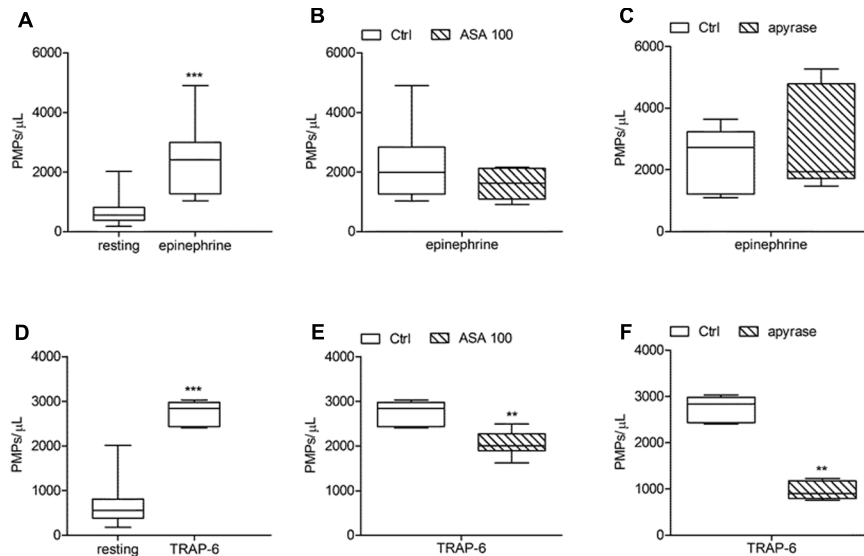 A
PMPs/μL
6000
4000
2000
0
***
resting epinephrine
B
Ctrl ASA 100
PMPs/μL
6000
4000
2000
0
epinephrine
C
Ctrl apyrase
PMPs/μL
6000
4000
2000
0
epinephrine
D
PMPs/μL
4000
3000
2000
1000
0
***
resting TRAP-6
E
Ctrl ASA 100
PMPs/μL
4000
3000
2000
1000
0
**
TRAP-6
F
Ctrl apyrase
PMPs/μL
4000
3000
2000
1000
0
**
TRAP-6